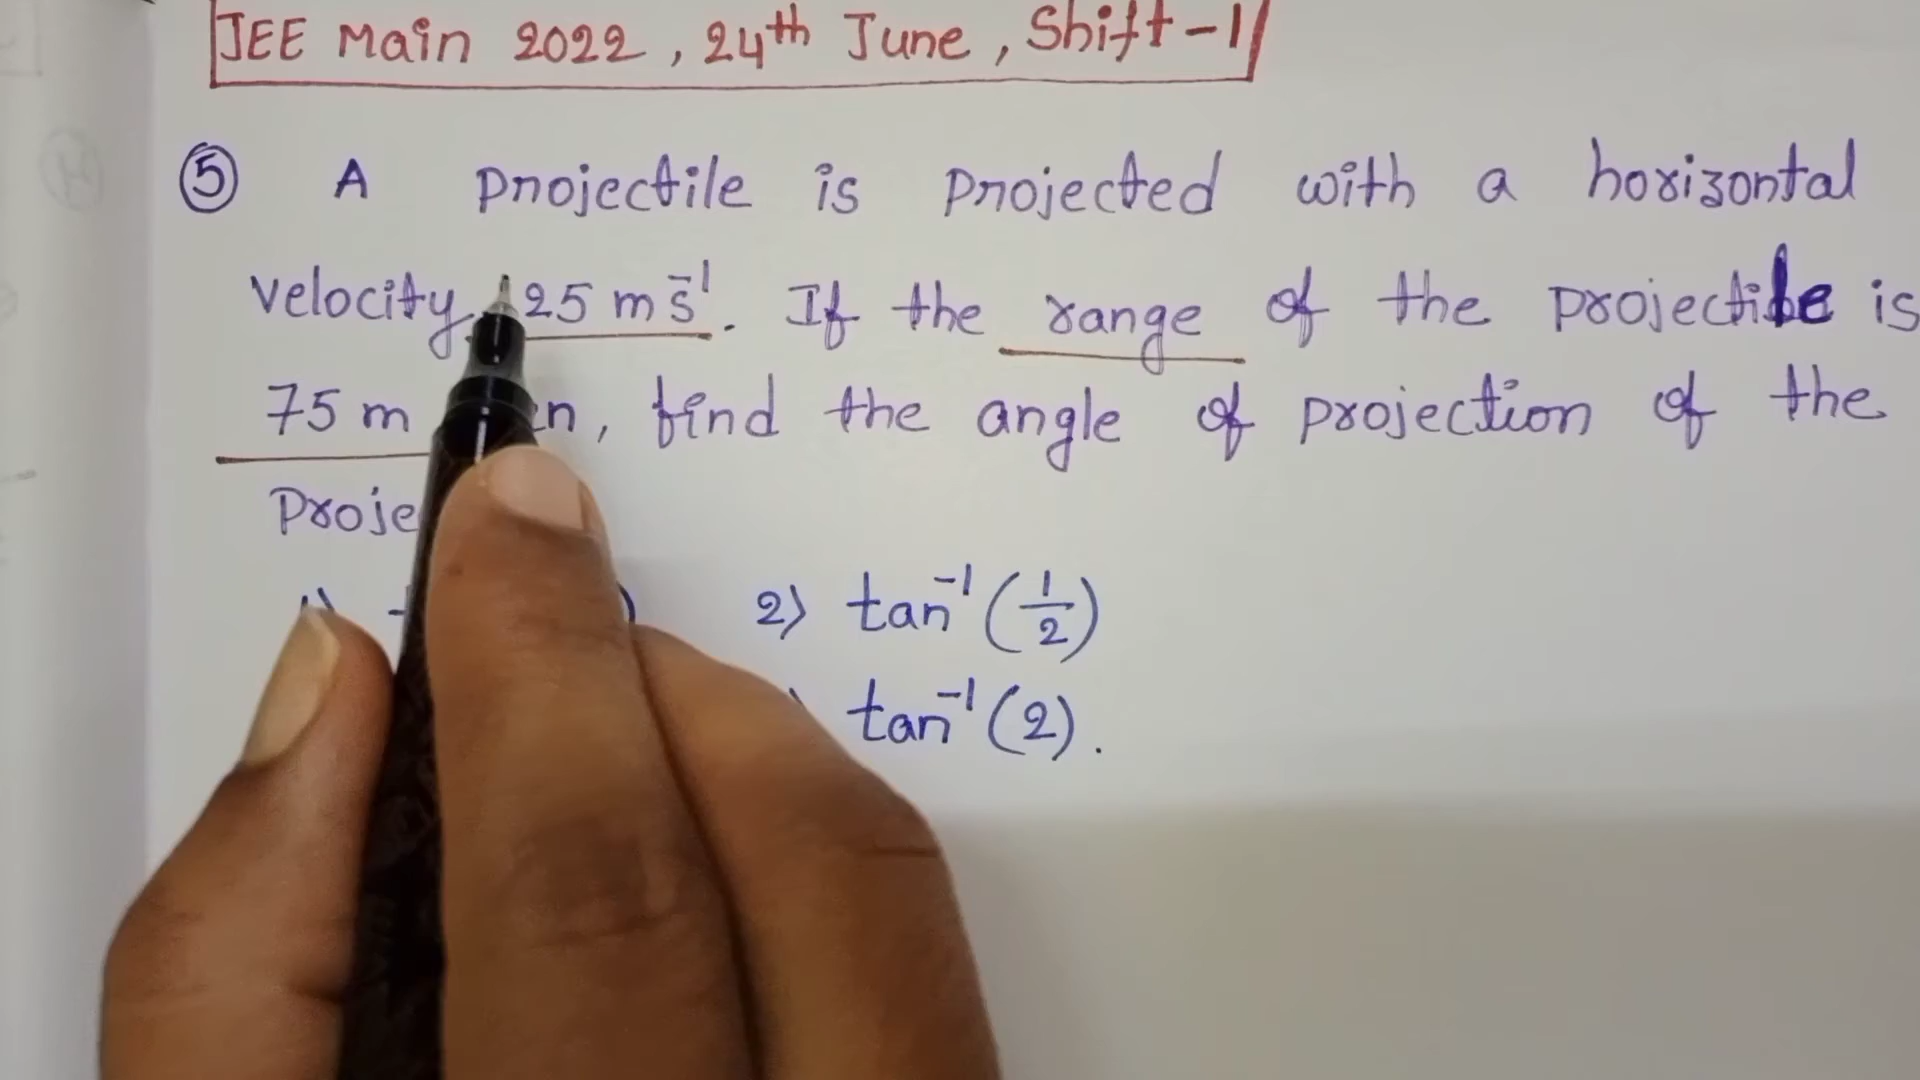 JEE Main 2022, 24th June, Shift-1
⑤ A projectile is projected with a horizontal
velocity 25 m s⁻¹. If the range of the projectile is
75 m, find the angle of projection of the
2) tan⁻¹(1/2)
tan⁻¹(2).